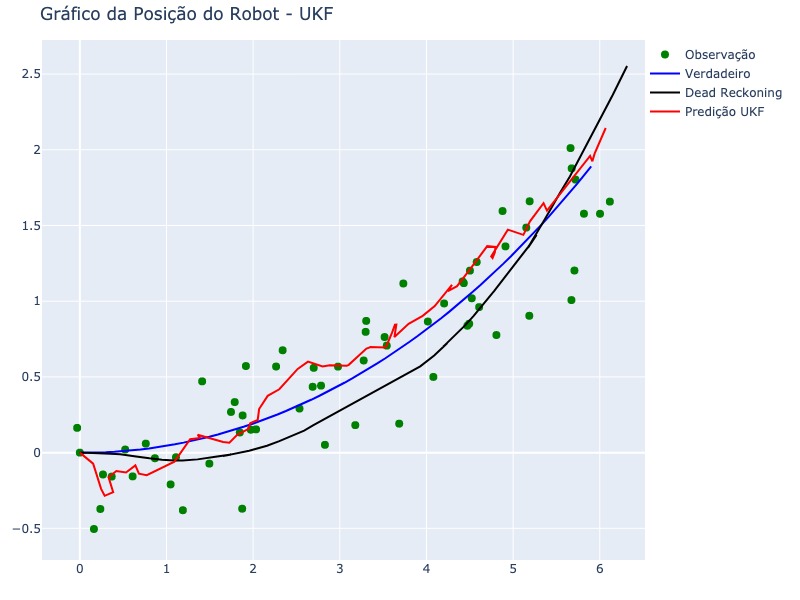 Gráfico da Posição do Robot - UKF
Observação
Verdadeiro
Dead Reckoning
Predição UKF
2.5
2
1.5
1
0.5
0
−0.5
0 1 2 3 4 5 6